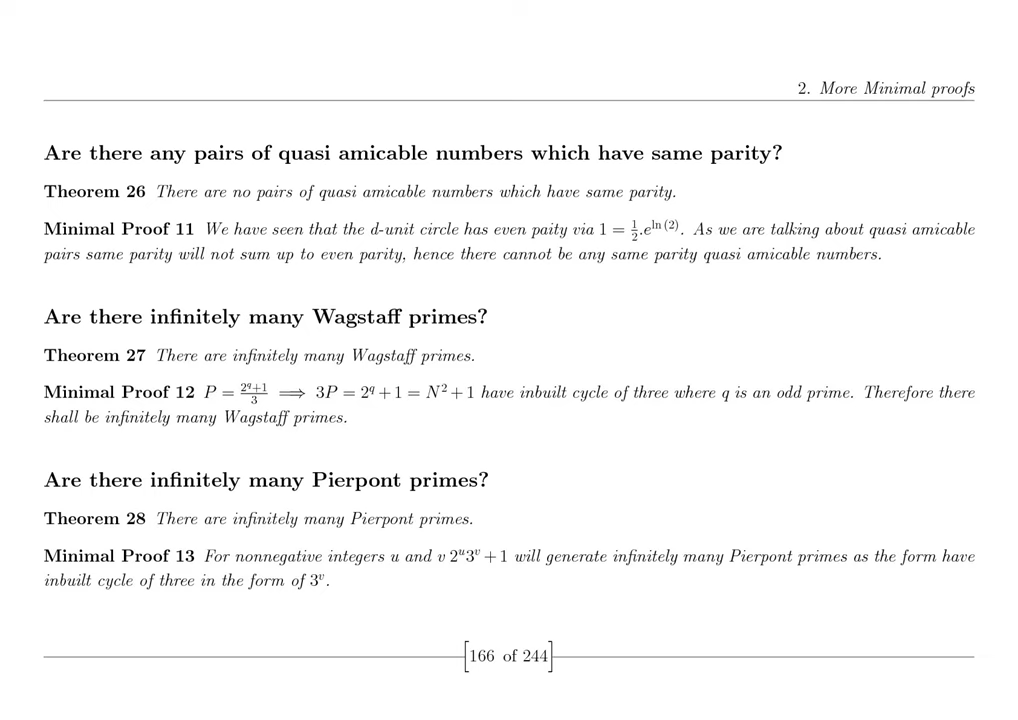 2. More Minimal proofs
Are there any pairs of quasi amicable numbers which have same parity?
Theorem 26 There are no pairs of quasi amicable numbers which have same parity.
Minimal Proof 11 We have seen that the d-unit circle has even paity via 1 = 1/2.e^{ln (2)}. As we are talking about quasi amicable
pairs same parity will not sum up to even parity, hence there cannot be any same parity quasi amicable numbers.
Are there infinitely many Wagstaff primes?
Theorem 27 There are infinitely many Wagstaff primes.
Minimal Proof 12 P = (2^q+1)/3 ⟹ 3P = 2^q + 1 = N^2 + 1 have inbuilt cycle of three where q is an odd prime. Therefore there
shall be infinitely many Wagstaff primes.
Are there infinitely many Pierpont primes?
Theorem 28 There are infinitely many Pierpont primes.
Minimal Proof 13 For nonnegative integers u and v 2^u3^v + 1 will generate infinitely many Pierpont primes as the form have
inbuilt cycle of three in the form of 3^v.
[166 of 244]